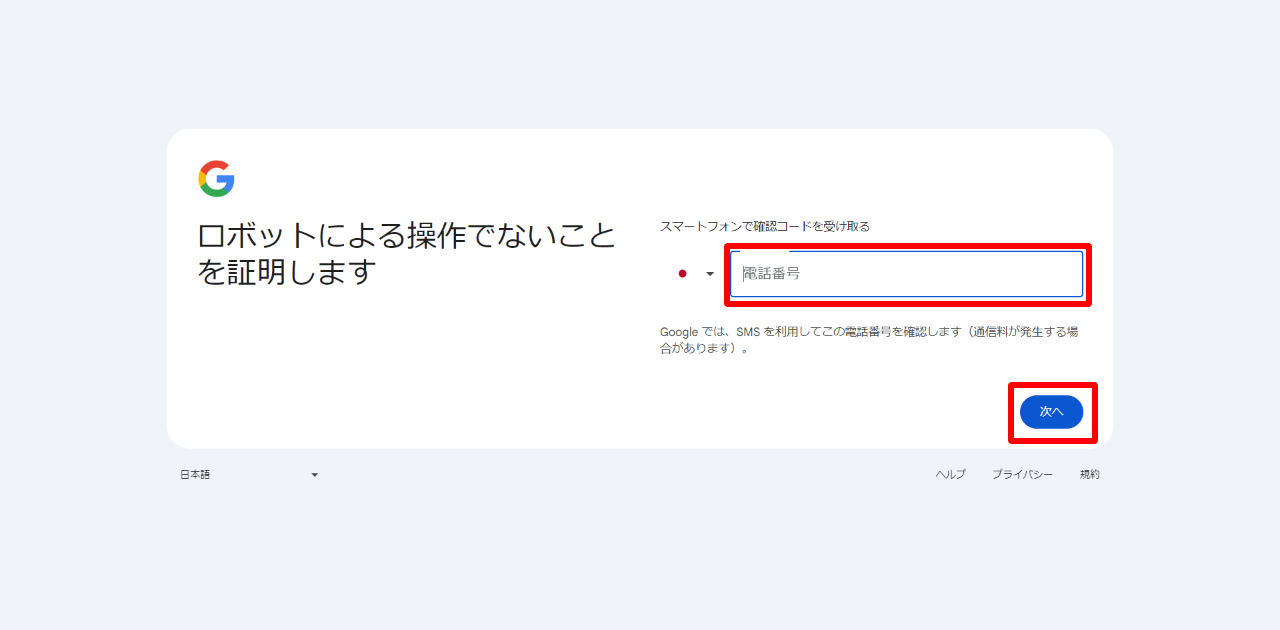 ロボットによる操作でないこと
を証明します
スマートフォンで確認コードを受け取る
電話番号
Google では、SMS を利用してこの電話番号を確認します（通信料が発生する場
合があります）。
次へ
日本語
ヘルプ プライバシー 規約